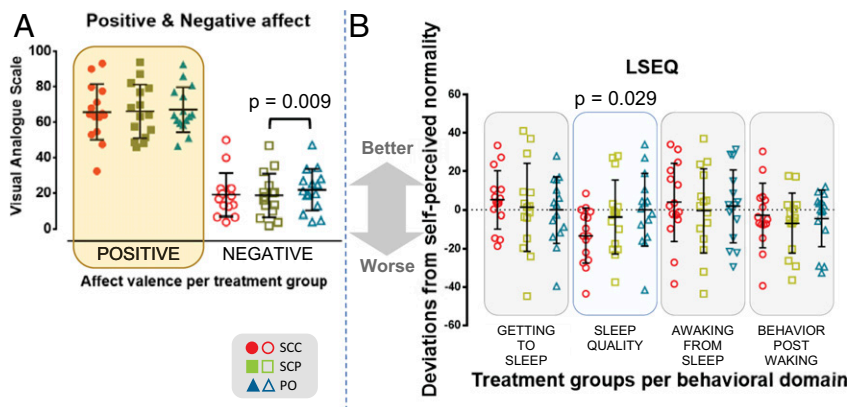 A
Positive & Negative affect
Visual Analogue Scale
100
80
60
40
20
0
p = 0.009
POSITIVE
NEGATIVE
Affect valence per treatment group
SCC
SCP
PO
B
LSEQ
Deviations from self-perceived normality
Better
Worse
60
40
20
0
-20
-40
-60
p = 0.029
GETTING
TO
SLEEP
SLEEP
QUALITY
AWAKING
FROM
SLEEP
BEHAVIOR
POST
WAKING
Treatment groups per behavioral domain